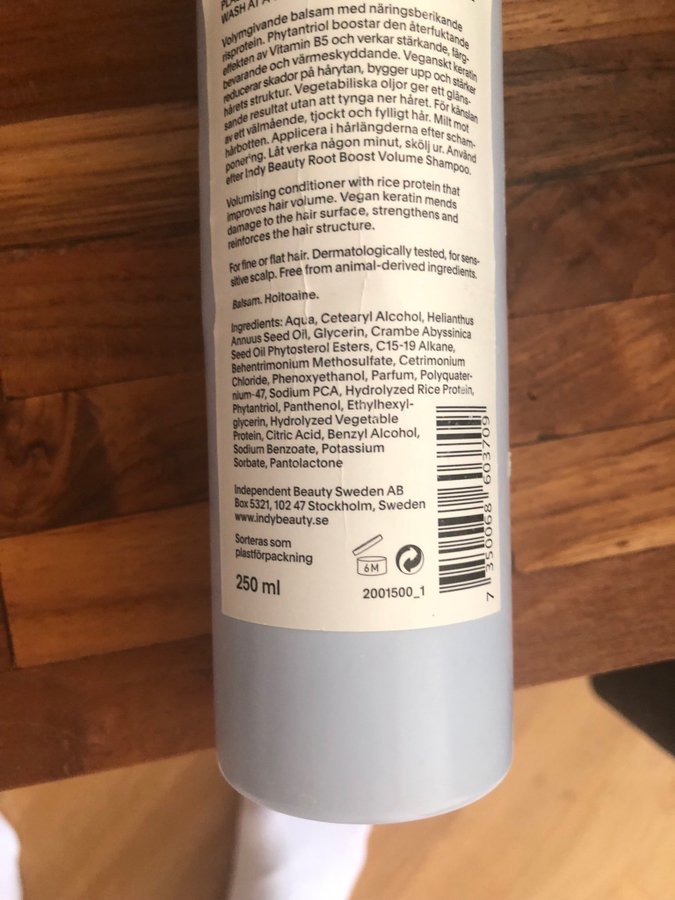 WASH AT A
Volymgivande balsam med näringsberikande
risprotein. Phytantriol boostar den återfuktande
effekten av Vitamin B5 och verkar stärkande, färg-
bevarande och värmeskyddande. Veganskt keratin
reducerar skador på hårytan, bygger upp och stärker
hårets struktur. Vegetabiliska oljor ger ett glän-
sande resultat utan att tynga ner håret. För känslan
av ett välmående, tjockt och fylligt hår. Milt mot
hårbotten. Applicera i hårlängderna efter scham-
ponering. Låt verka någon minut, skölj ur. Använd
efter Indy Beauty Root Boost Volume Shampoo.
Volumising conditioner with rice protein that
improves hair volume. Vegan keratin mends
damage to the hair surface, strengthens and
reinforces the hair structure.
For fine or flat hair. Dermatologically tested, for sens-
sitive scalp. Free from animal-derived ingredients.
Balsam. Hoitoaine.
Ingredients: Aqua, Cetearyl Alcohol, Helianthus
Annuus Seed Oil, Glycerin, Crambe Abyssinica
Seed Oil Phytosterol Esters, C15-19 Alkane,
Behentrimonium Methosulfate, Cetrimonium
Chloride, Phenoxyethanol, Parfum, Polyquater-
nium-47, Sodium PCA, Hydrolyzed Rice Protein,
Phytantriol, Panthenol, Ethylhexyl-
glycerin, Hydrolyzed Vegetable
Protein, Citric Acid, Benzyl Alcohol,
Sodium Benzoate, Potassium
Sorbate, Pantolactone
Independent Beauty Sweden AB
Box 5321, 102 47 Stockholm, Sweden
www.indybeauty.se
Sorteras som
plastförpackning
250 ml
6M
2001500_1
7 350068 603709